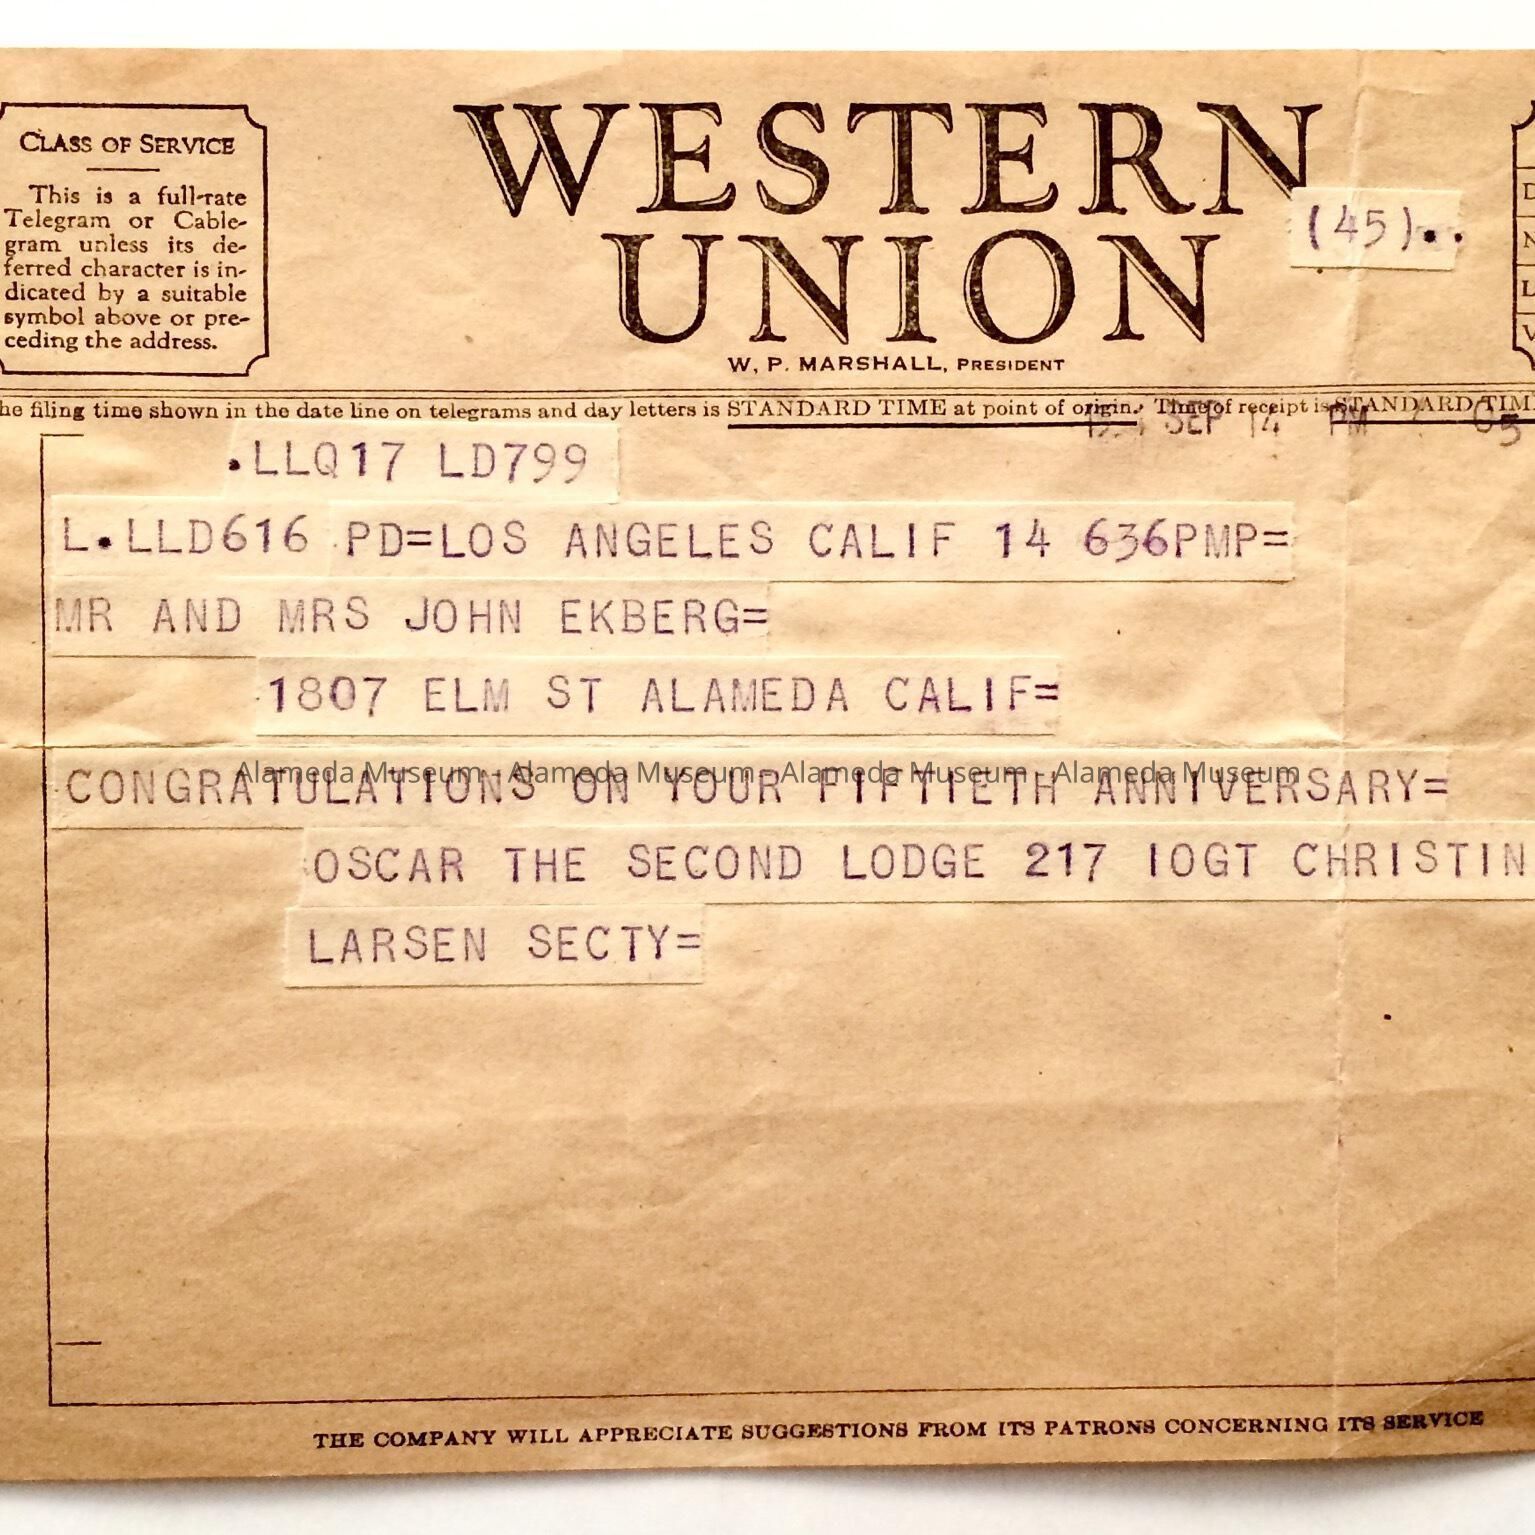 CLASS OF SERVICE
This is a full-rate
Telegram or Cable-
gram unless its de-
ferred character is in-
dicated by a suitable
symbol above or pre-
ceding the address.
WESTERN
UNION
W. P. MARSHALL, PRESIDENT
(45)..
D
N
L
V
he filing time shown in the date line on telegrams and day letters is STANDARD TIME at point of origin. Time of receipt is STANDARD TIM
SEP 14 PM 05
.LLQ17 LD799
L.LLD616 PD=LOS ANGELES CALIF 14 636PMP=
MR AND MRS JOHN EKBERG=
1807 ELM ST ALAMEDA CALIF=
Alameda Museum - Alameda Museum - Alameda Museum - Alameda Museum
CONGRATULATIONS ON YOUR FIFTIETH ANNIVERSARY=
OSCAR THE SECOND LODGE 217 IOGT CHRISTIN
LARSEN SECTY=
THE COMPANY WILL APPRECIATE SUGGESTIONS FROM ITS PATRONS CONCERNING ITS SERVICE